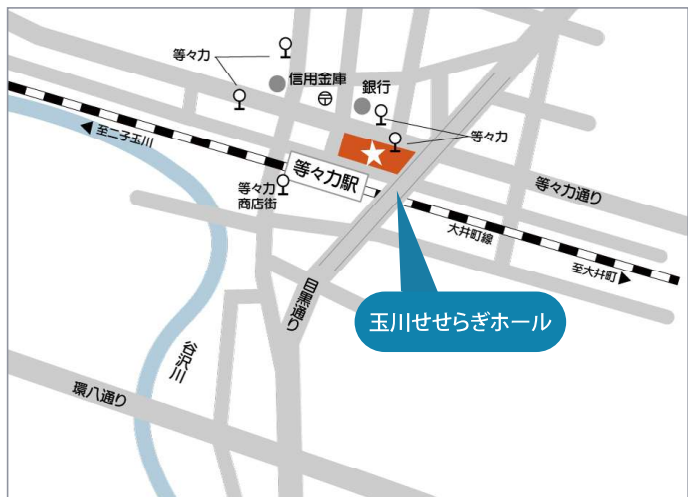 等々力
信用金庫
銀行
等々力
至二子玉川
等々力駅
等々力
商店街
等々力通り
大井町線
至大井町
目黒通り
玉川せせらぎホール
谷沢川
環八通り